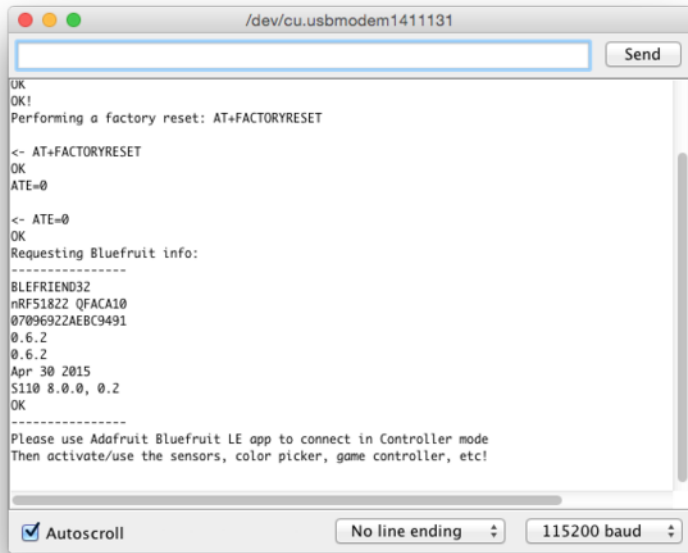 /dev/cu.usbmodem1411131
Send
OK
OK!
Performing a factory reset: AT+FACTORYRESET
<- AT+FACTORYRESET
OK
ATE=0
<- ATE=0
OK
Requesting Bluefruit info:
----------------
BLEFRIEND32
nRF51822 QFACA10
07096922AEBC9491
0.6.2
0.6.2
Apr 30 2015
S110 8.0.0, 0.2
OK
----------------
Please use Adafruit Bluefruit LE app to connect in Controller mode
Then activate/use the sensors, color picker, game controller, etc!
Autoscroll
No line ending
115200 baud